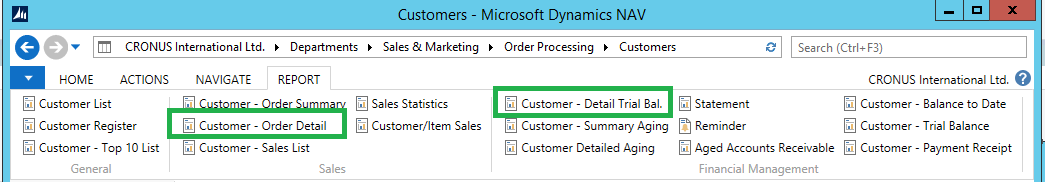 Customers - Microsoft Dynamics NAV
CRONUS International Ltd. Departments Sales & Marketing Order Processing Customers
Search (Ctrl+F3)
HOME ACTIONS NAVIGATE REPORT
CRONUS International Ltd.
Customer List
Customer Register
Customer - Top 10 List
General
Customer - Order Summary
Customer - Order Detail
Customer - Sales List
Sales Statistics
Customer/Item Sales
Sales
Customer - Detail Trial Bal.
Customer - Summary Aging
Customer Detailed Aging
Statement
Reminder
Aged Accounts Receivable
Customer - Balance to Date
Customer - Trial Balance
Customer - Payment Receipt
Financial Management